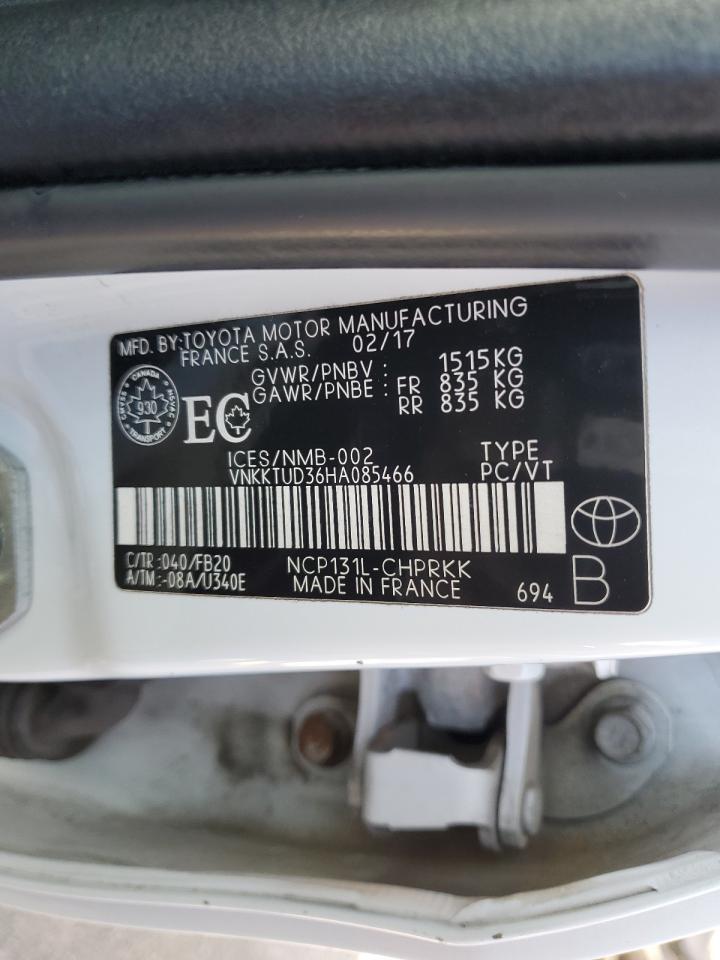 MFD. BY:TOYOTA MOTOR MANUFACTURING
FRANCE S.A.S. 02/17
GVWR/PNBV : 1515KG
GAWR/PNBE : FR 835 KG
RR 835 KG
CANADA
CMVSS 930 NSVAC
TRANSPORT
EC
ICES/NMB-002 TYPE
VNKKTUD36HA085466 PC/VT
C/TR :040/FB20 NCP131L-CHPRKK
A/TM :-08A/U340E MADE IN FRANCE 694 B